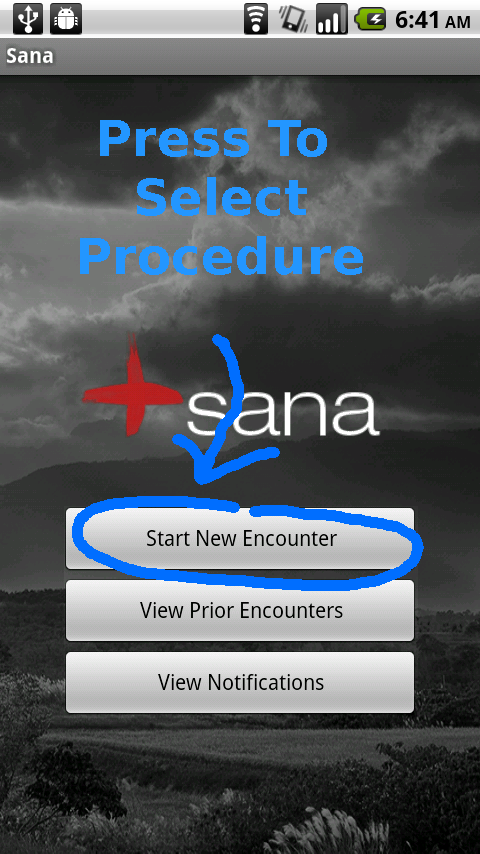 6:41 AM
Sana
Press To
Select
Procedure
sana
Start New Encounter
View Prior Encounters
View Notifications